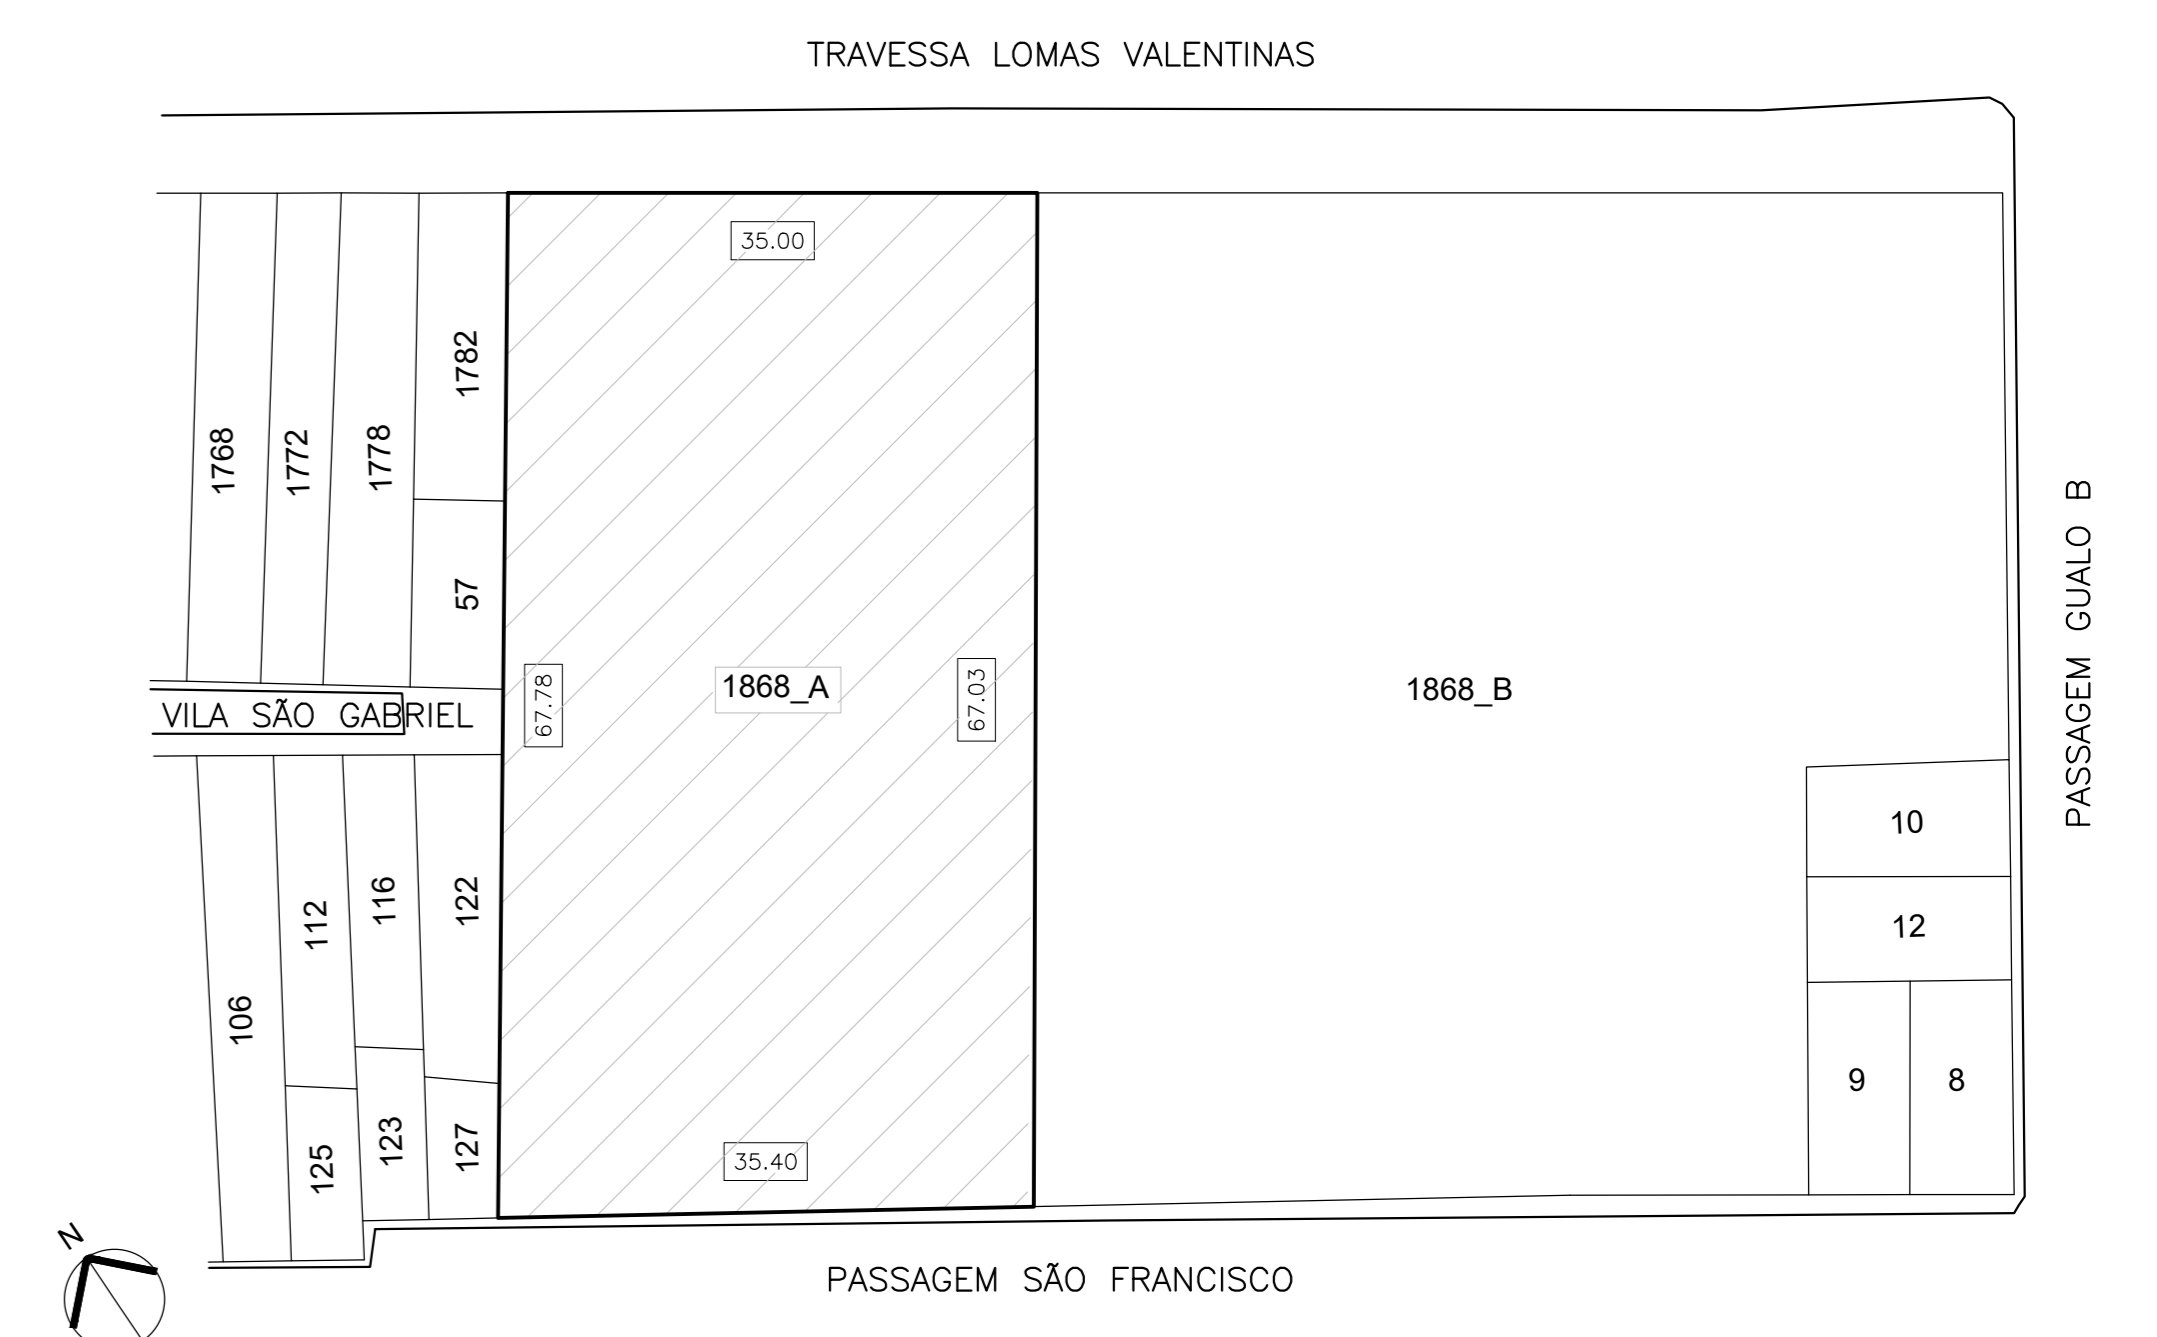 TRAVESSA LOMAS VALENTINAS
35.00
1768
1772
1778
1782
57
VILA SÃO GABRIEL
67.78
1868_A
67.03
1868_B
PASSAGEM GUALO B
10
12
9
8
106
112
116
122
125
123
127
35.40
PASSAGEM SÃO FRANCISCO
N